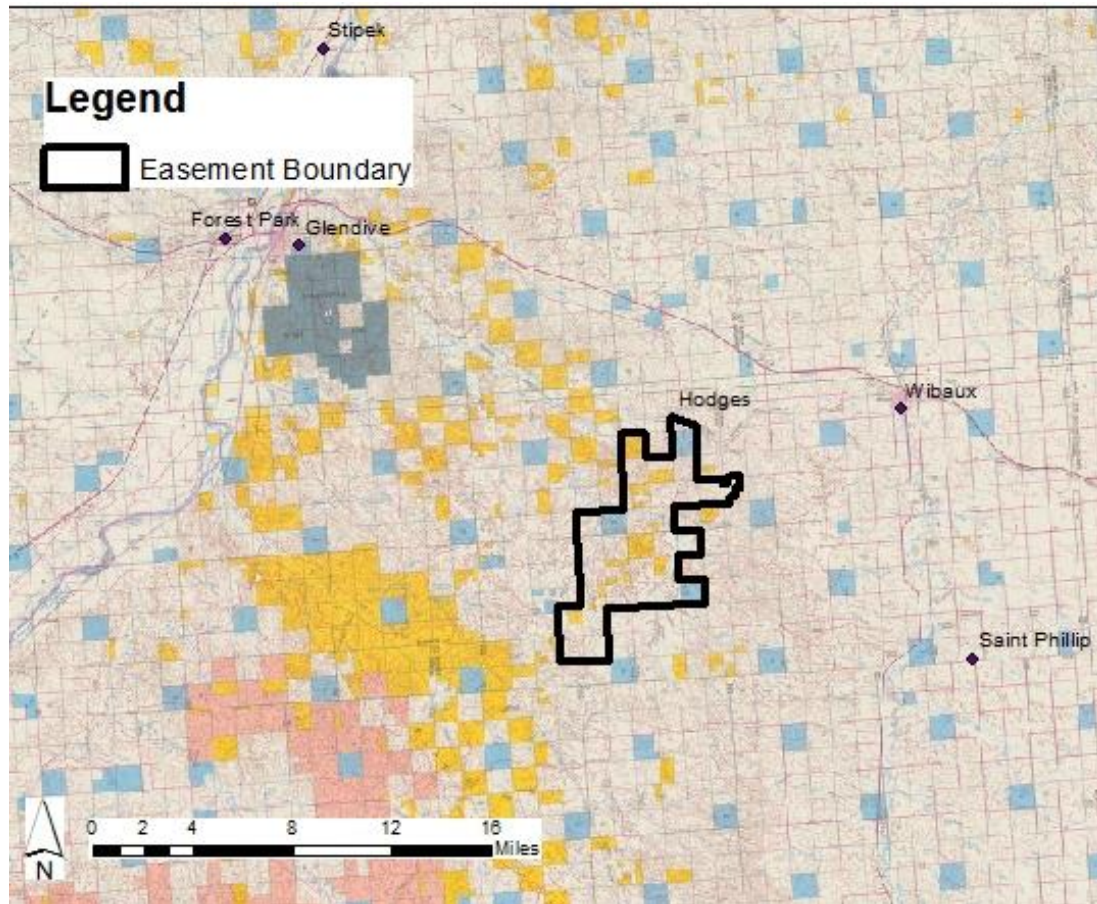 Stipek
Legend
Easement Boundary
Forest Park
Glendive
Hodges
Wibaux
Saint Phillip
0 2 4 8 12 16
Miles
N